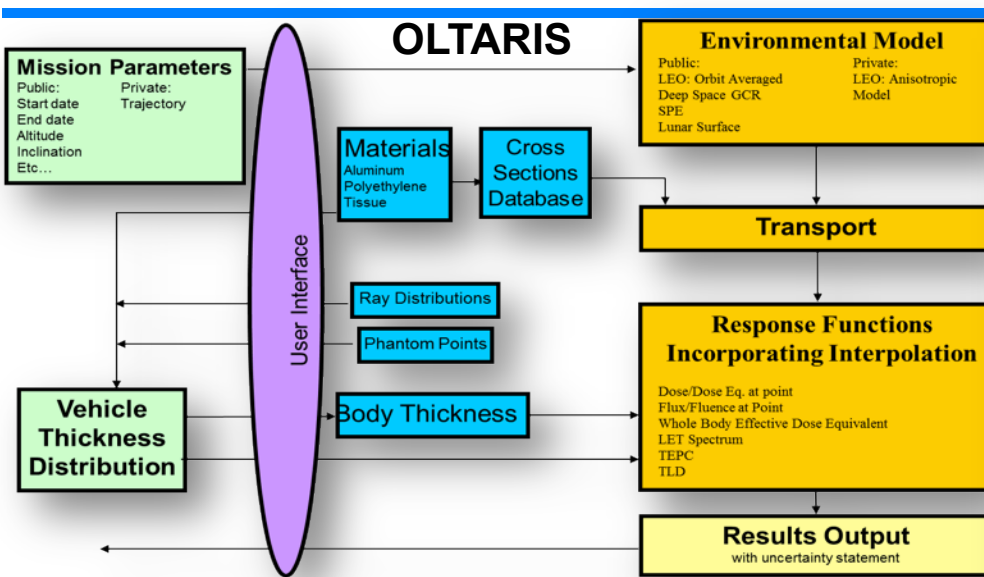 OLTARIS
Mission Parameters
Public:
Start date
End date
Altitude
Inclination
Etc…
Private:
Trajectory
User Interface
Materials
Aluminum
Polyethylene
Tissue
Cross
Sections
Database
Ray Distributions
Phantom Points
Vehicle
Thickness
Distribution
Body Thickness
Environmental Model
Public:
LEO: Orbit Averaged
Deep Space GCR
SPE
Lunar Surface
Private:
LEO: Anisotropic
Model
Transport
Response Functions
Incorporating Interpolation
Dose/Dose Eq. at point
Flux/Fluence at Point
Whole Body Effective Dose Equivalent
LET Spectrum
TEPC
TLD
Results Output
with uncertainty statement